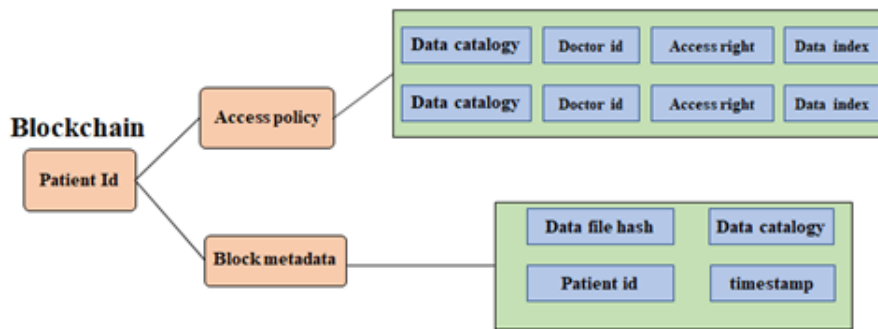 Data catalogy Doctor id Access right Data index
Data catalogy Doctor id Access right Data index
Access policy
Blockchain
Patient Id
Block metadata
Data file hash Data catalogy
Patient id timestamp